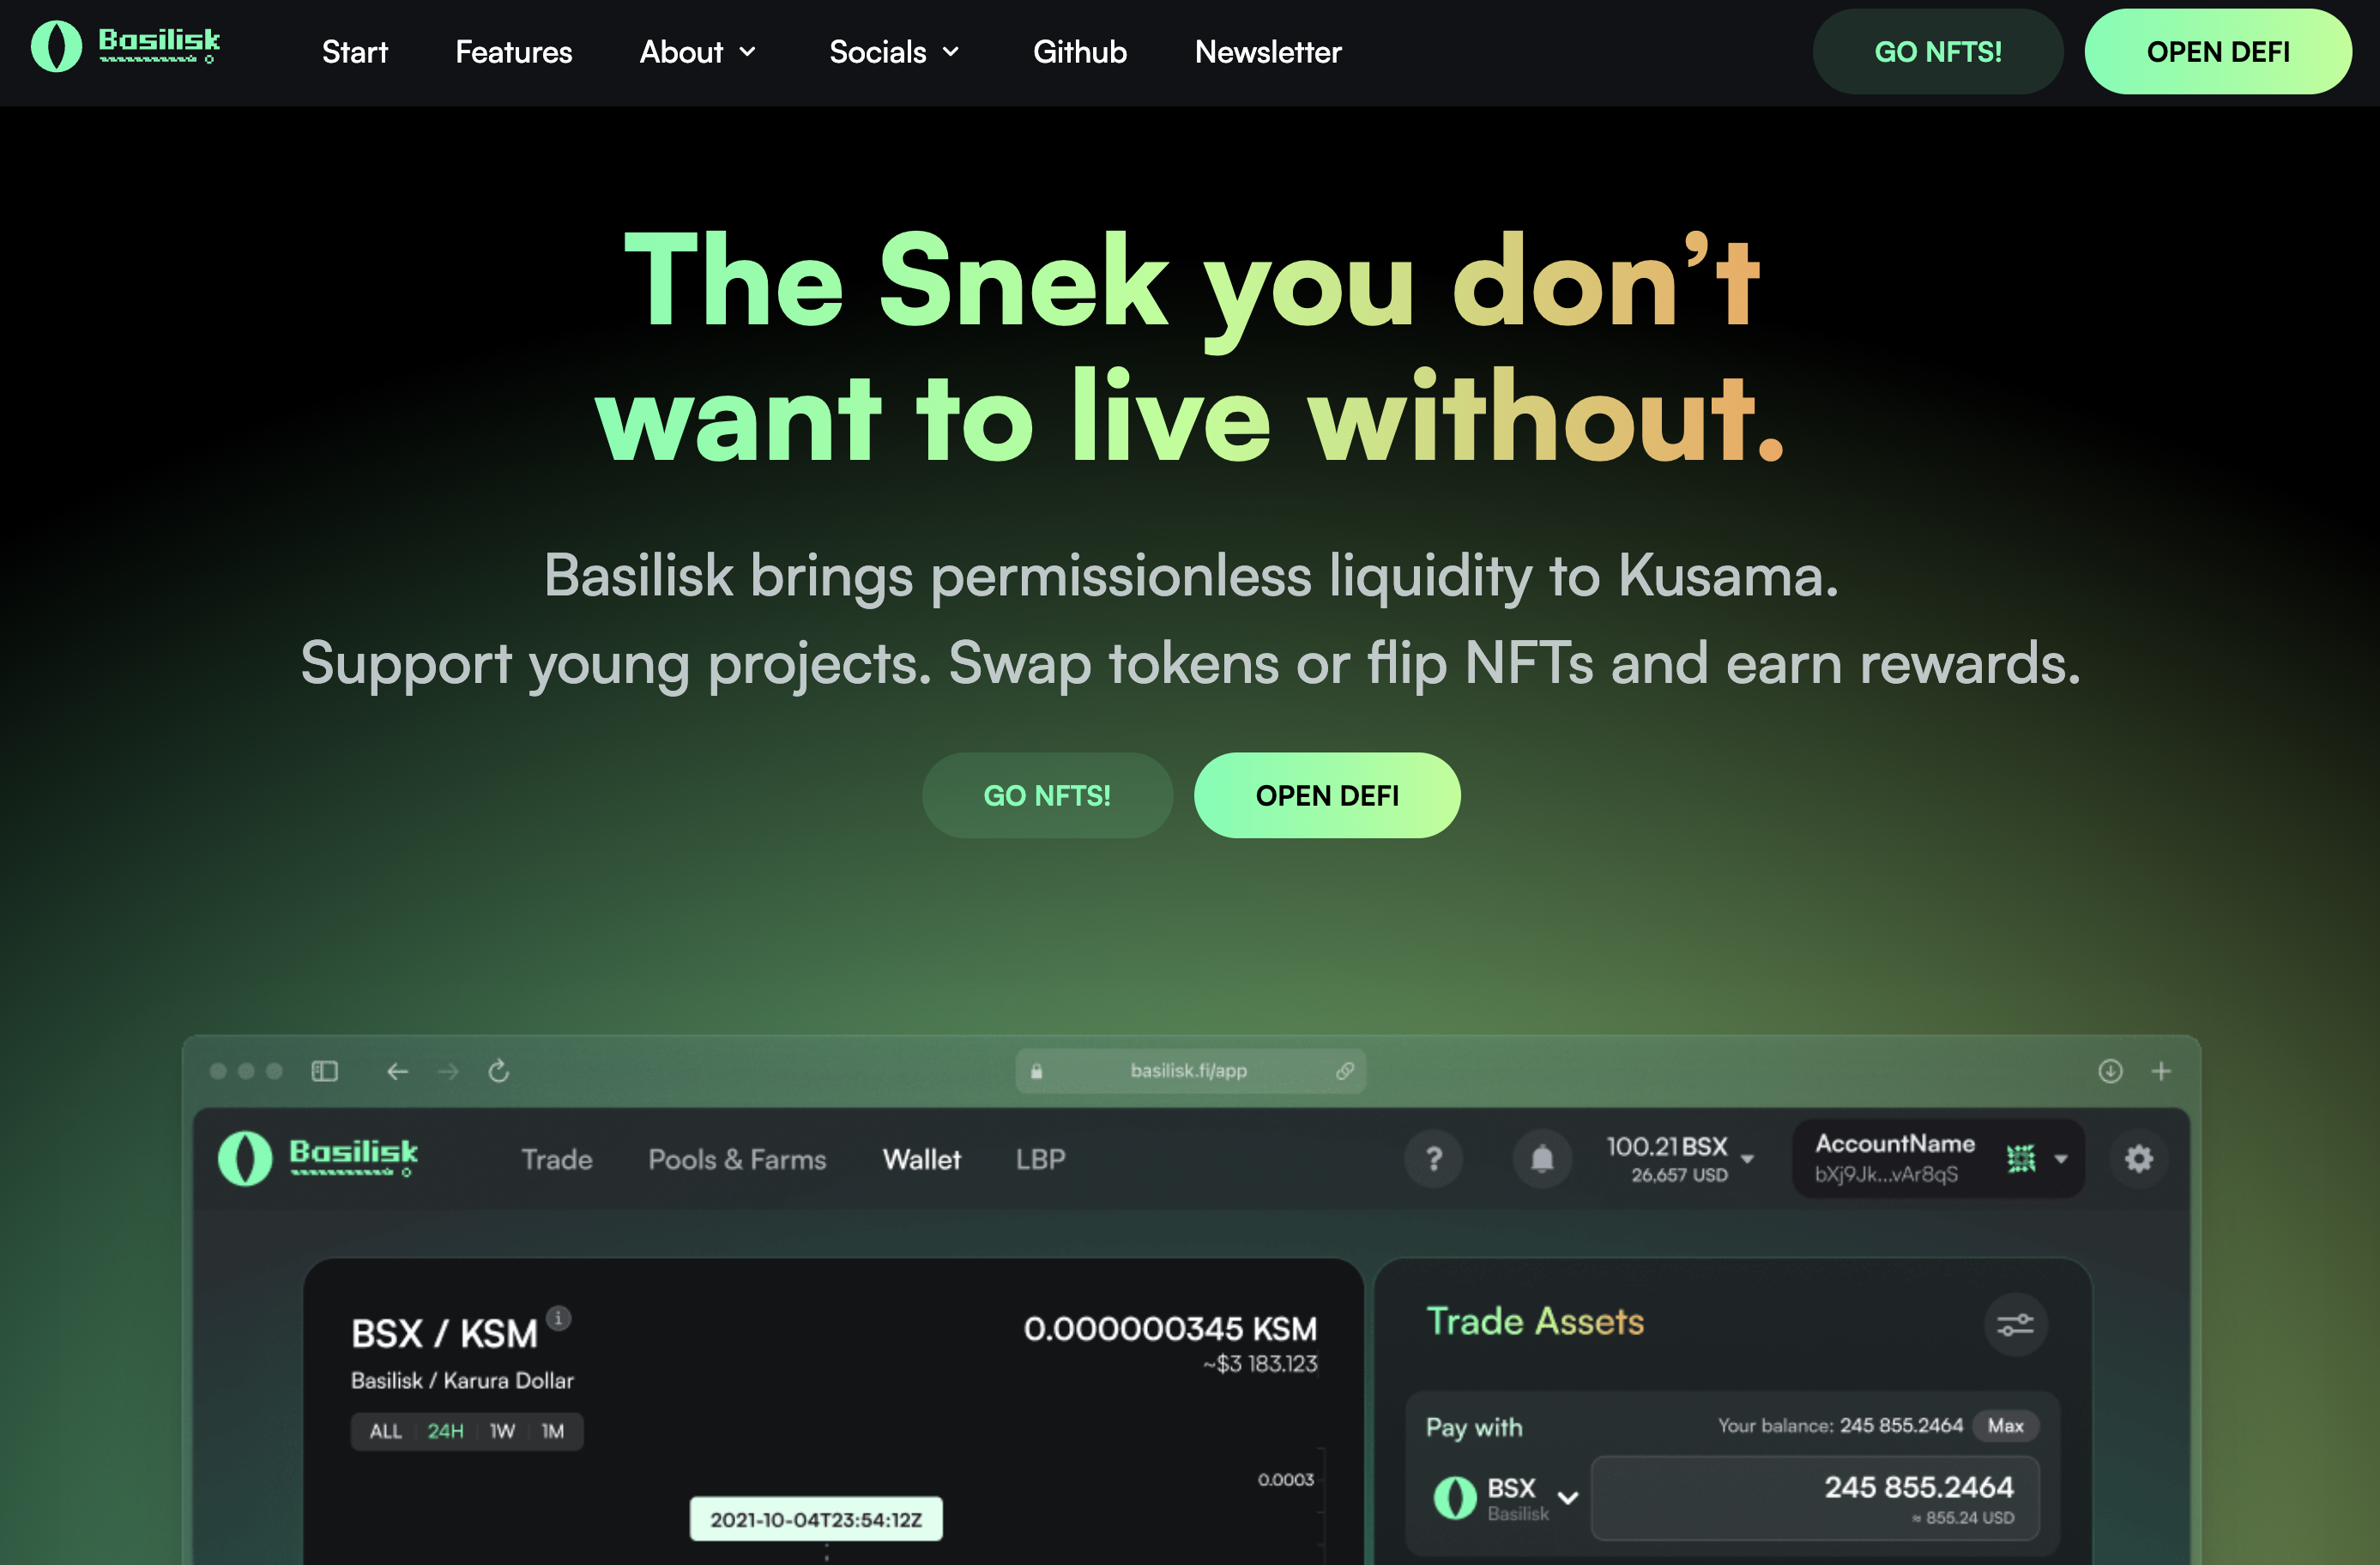 Basilisk
Start Features About Socials Github Newsletter GO NFTS! OPEN DEFI
The Snek you don’t
want to live without.
Basilisk brings permissionless liquidity to Kusama.
Support young projects. Swap tokens or flip NFTs and earn rewards.
GO NFTS! OPEN DEFI
basilisk.fi/app
Basilisk
Trade Pools & Farms Wallet LBP ? 100.21 BSX
26,657 USD
AccountName
bXj9Jk...vAr8qS
BSX / KSM i
Basilisk / Karura Dollar
0.000000345 KSM
~$3 183.123
ALL 24H 1W 1M
0.0003
2021-10-04T23:54:12Z
Trade Assets
Pay with
Your balance: 245 855.2464 Max
BSX
Basilisk
245 855.2464
≈ 855.24 USD